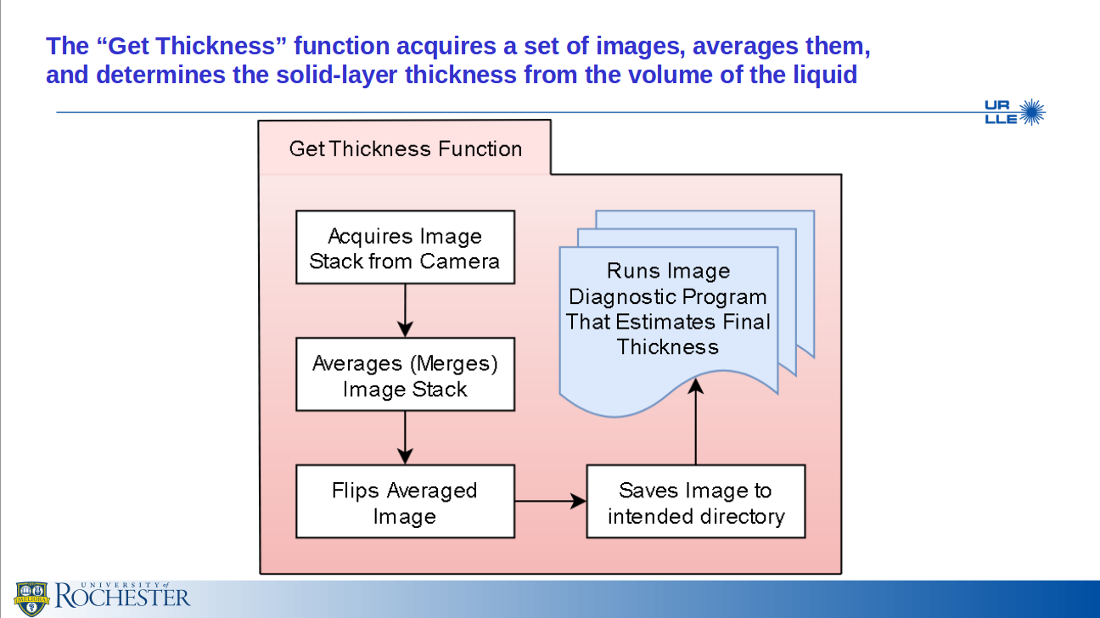 The “Get Thickness” function acquires a set of images, averages them,
and determines the solid-layer thickness from the volume of the liquid
UR
LLE
Get Thickness Function
Acquires Image
Stack from Camera
Averages (Merges)
Image Stack
Flips Averaged
Image
Saves Image to
intended directory
Runs Image
Diagnostic Program
That Estimates Final
Thickness
UNIVERSITY of
ROCHESTER